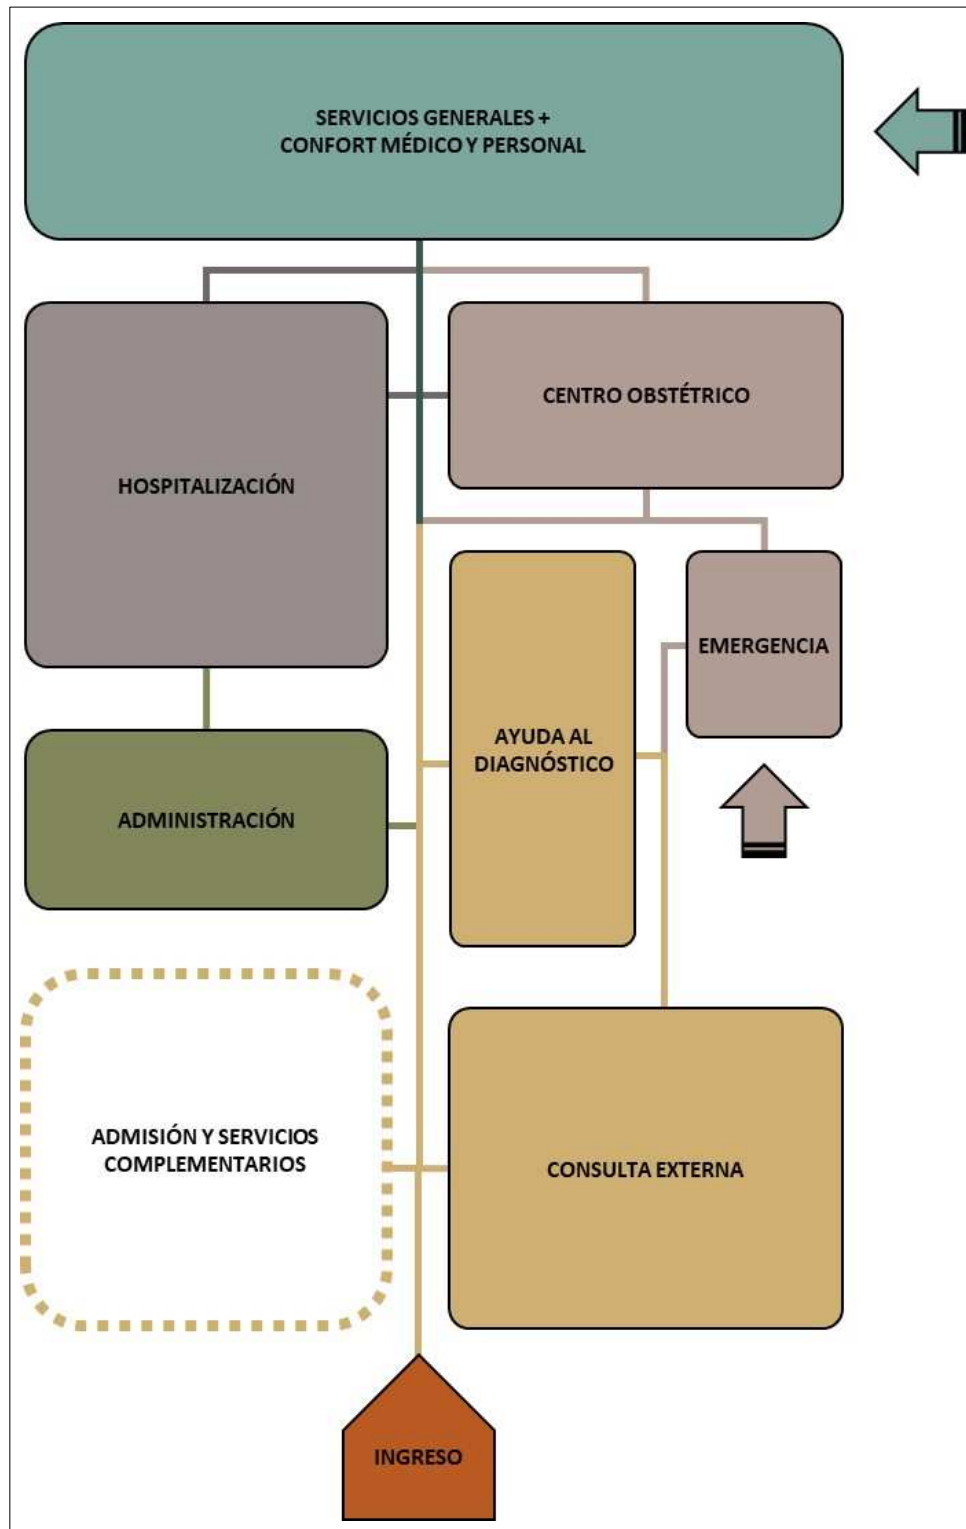 SERVICIOS GENERALES +
CONFORT MÉDICO Y PERSONAL
CENTRO OBSTÉTRICO
HOSPITALIZACIÓN
EMERGENCIA
AYUDA AL
DIAGNÓSTICO
ADMINISTRACIÓN
ADMISIÓN Y SERVICIOS
COMPLEMENTARIOS
CONSULTA EXTERNA
INGRESO